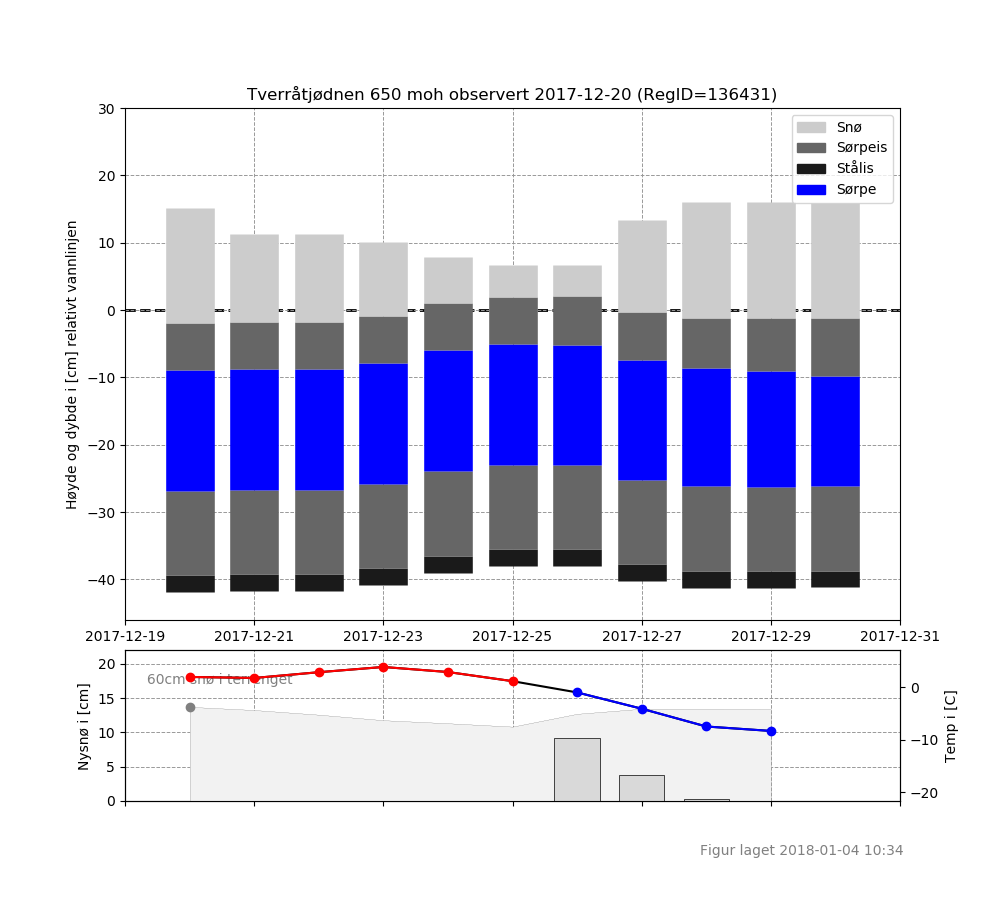 Tverråtjødnen 650 moh observert 2017-12-20 (RegID=136431)
Høyde og dybde i [cm] relativt vannlinjen
30
20
10
0
−10
−20
−30
−40
Snø
Sørpeis
Stålis
Sørpe
2017-12-19 2017-12-21 2017-12-23 2017-12-25 2017-12-27 2017-12-29 2017-12-31
Nysnø i [cm]
20
15
10
5
0
60cm snø i terrenget
0
−10
−20
Temp i [C]
Figur laget 2018-01-04 10:34